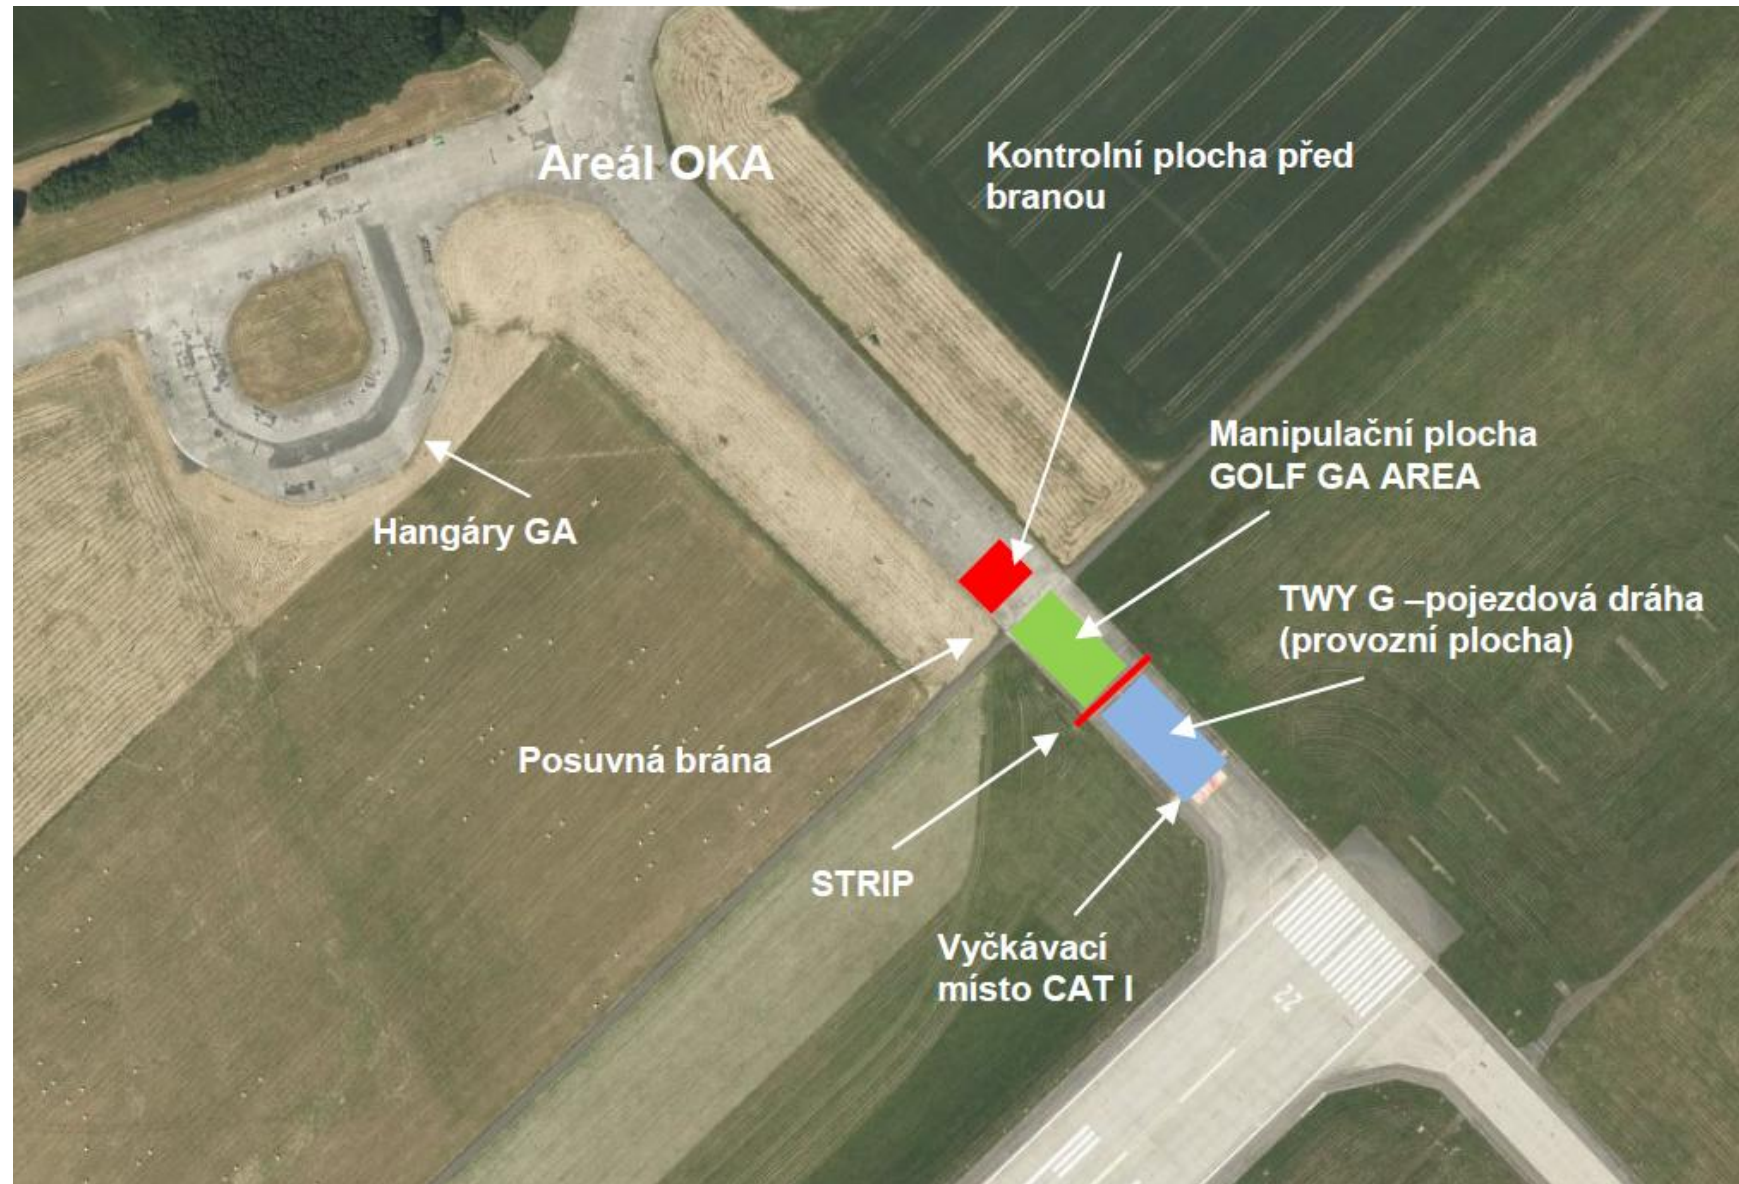 Areál OKA
Kontrolní plocha před
branou
Manipulační plocha
GOLF GA AREA
Hangáry GA
TWY G –pojezdová dráha
(provozní plocha)
Posuvná brána
STRIP
Vyčkávací
místo CAT I
22